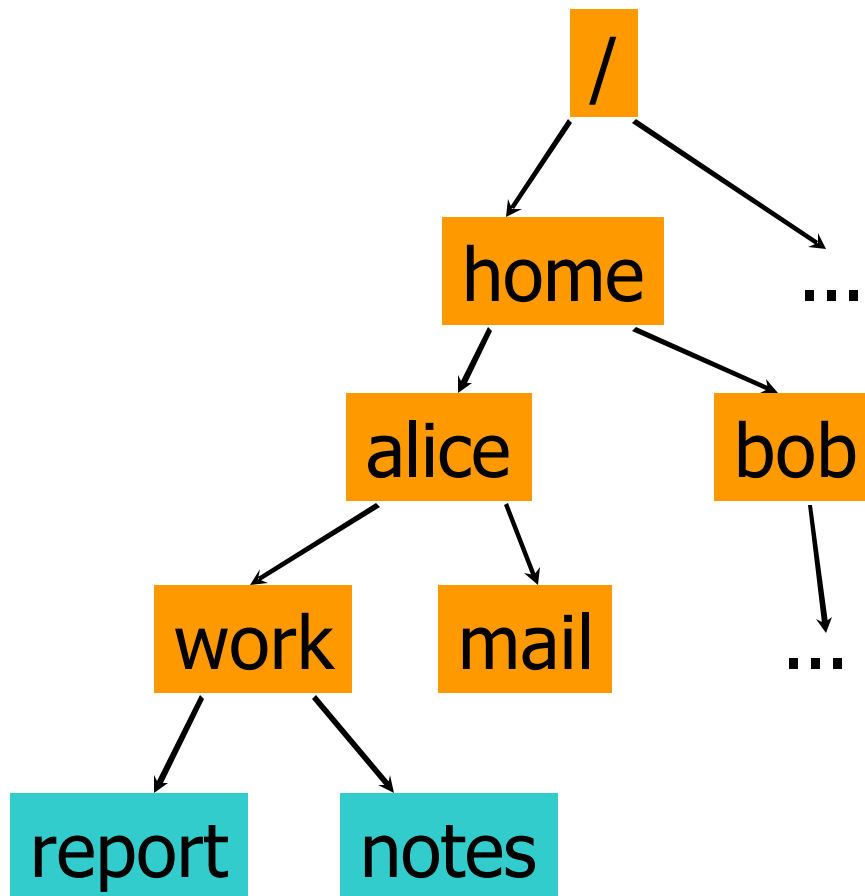 /
home
...
alice
bob
work
mail
...
report
notes